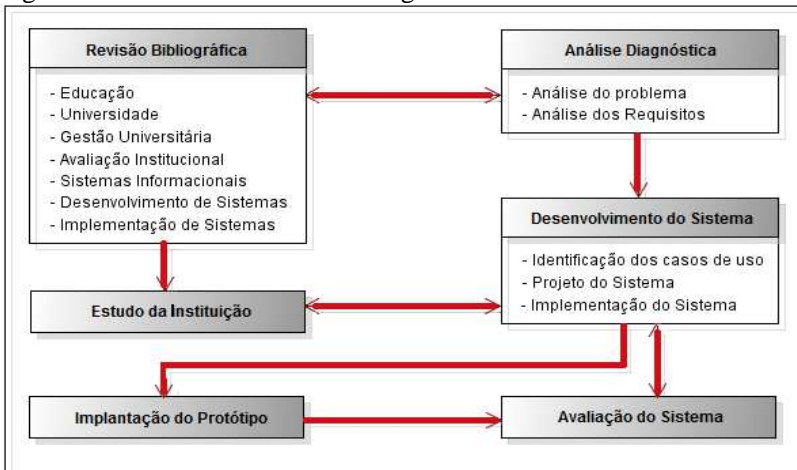 Revisão Bibliográfica
- Educação
- Universidade
- Gestão Universitária
- Avaliação Institucional
- Sistemas Informacionais
- Desenvolvimento de Sistemas
- Implementação de Sistemas
Análise Diagnóstica
- Análise do problema
- Análise dos Requisitos
Desenvolvimento do Sistema
- Identificação dos casos de uso
- Projeto do Sistema
- Implementação do Sistema
Estudo da Instituição
Implantação do Protótipo
Avaliação do Sistema